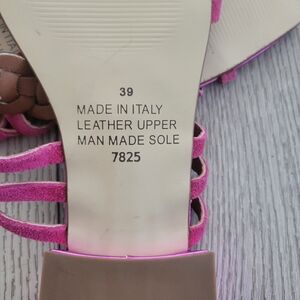 39
MADE IN ITALY
LEATHER UPPER
MAN MADE SOLE
7825